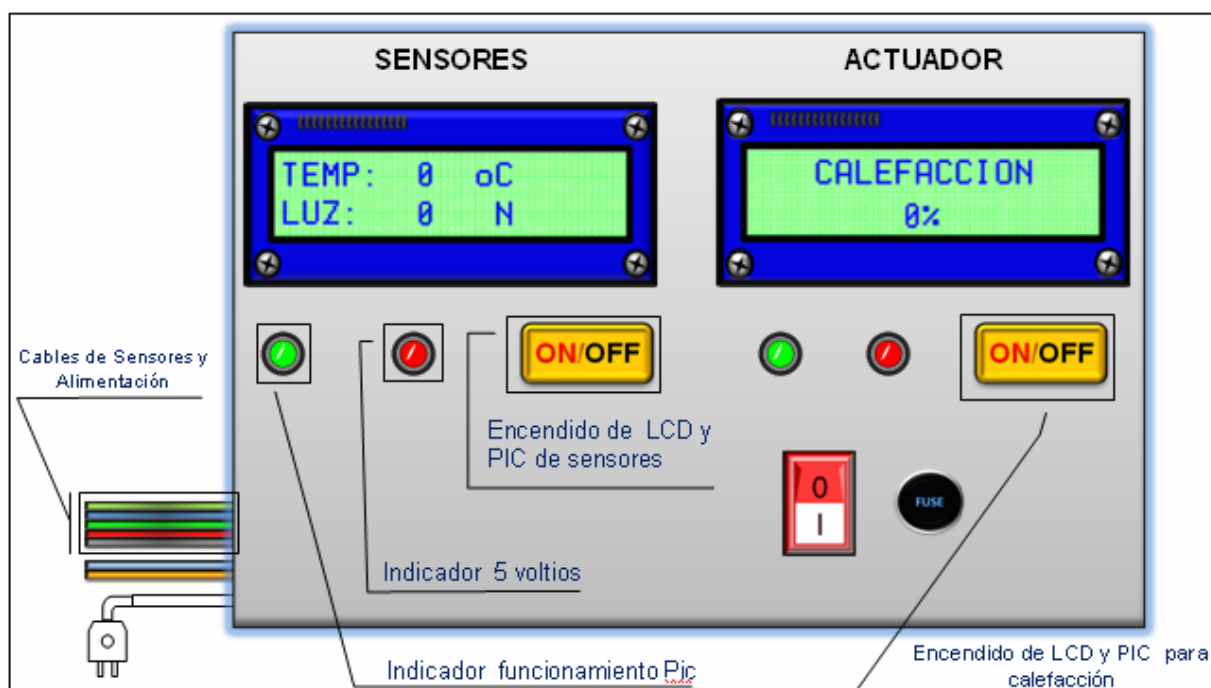 SENSORES
ACTUADOR
TEMP: 0 oC
LUZ: 0 N
CALEFACCION
0%
ON/OFF
ON/OFF
Cables de Sensores y
Alimentación
Encendido de LCD y
PIC de sensores
0
I
FUSE
Indicador 5 voltios
Indicador funcionamiento Pic
Encendido de LCD y PIC para
calefacción